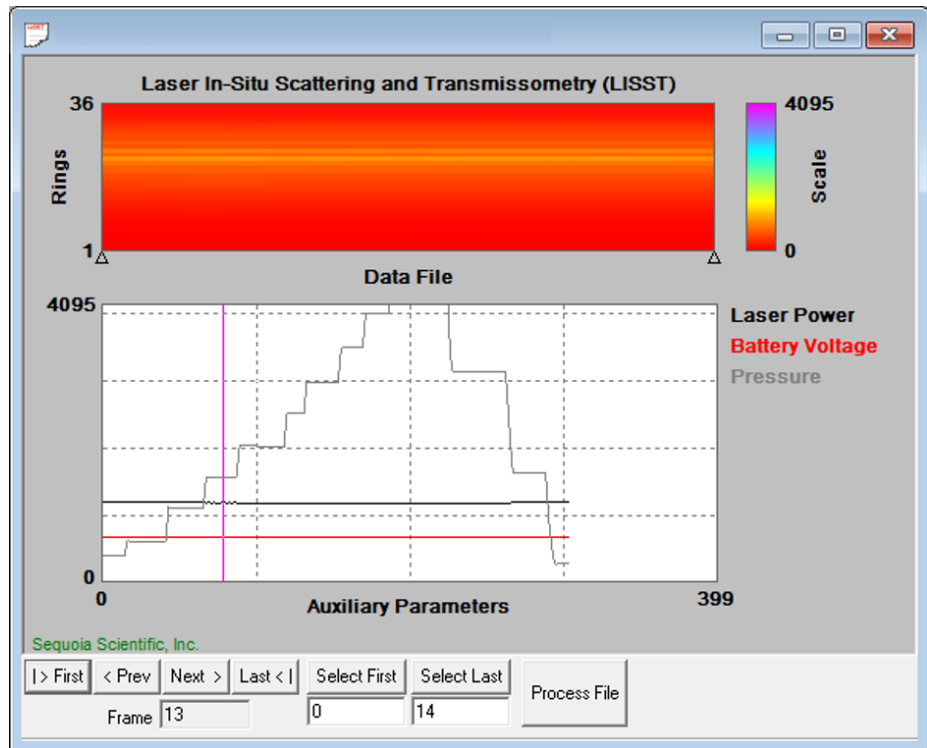 Laser In-Situ Scattering and Transmissometry (LISST)
36
Rings
1
4095
Scale
0
Data File
4095
0
0
399
Auxiliary Parameters
Laser Power
Battery Voltage
Pressure
Sequoia Scientific, Inc.
|> First
< Prev
Next >
Last < |
Select First
Select Last
Process File
Frame
13
0
14